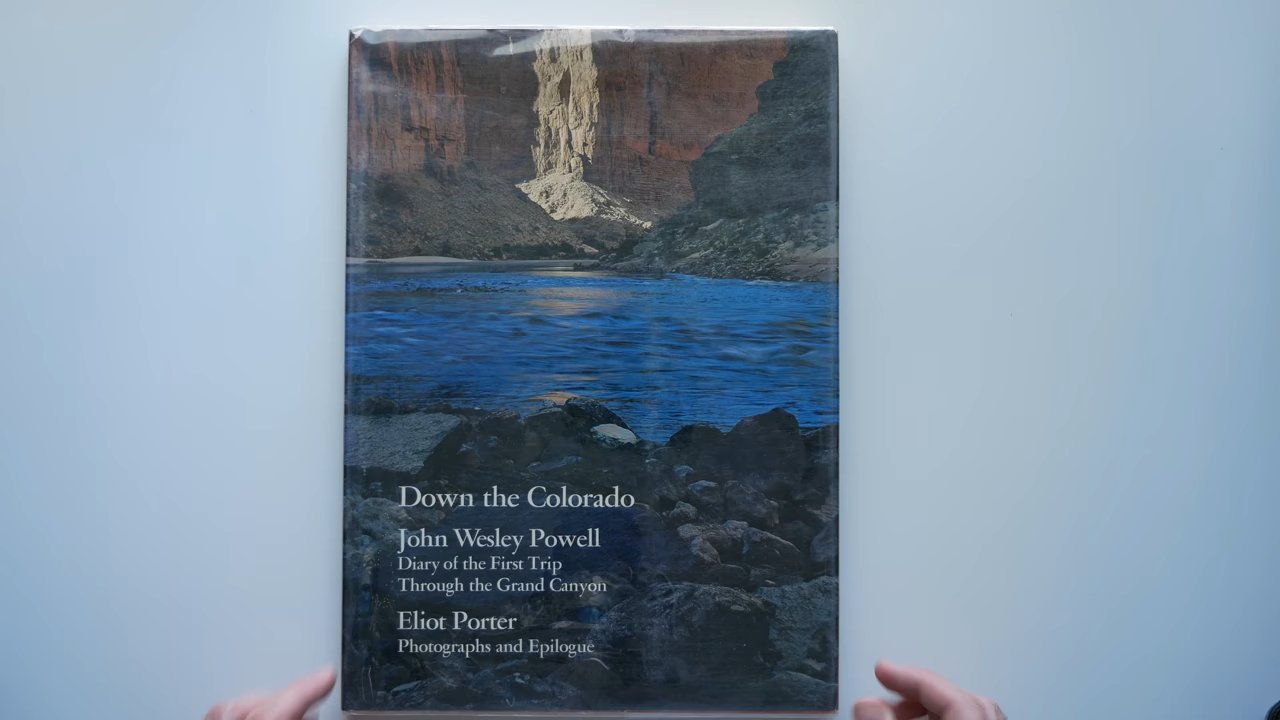 Down the Colorado
John Wesley Powell
Diary of the First Trip
Through the Grand Canyon
Eliot Porter
Photographs and Epilogue